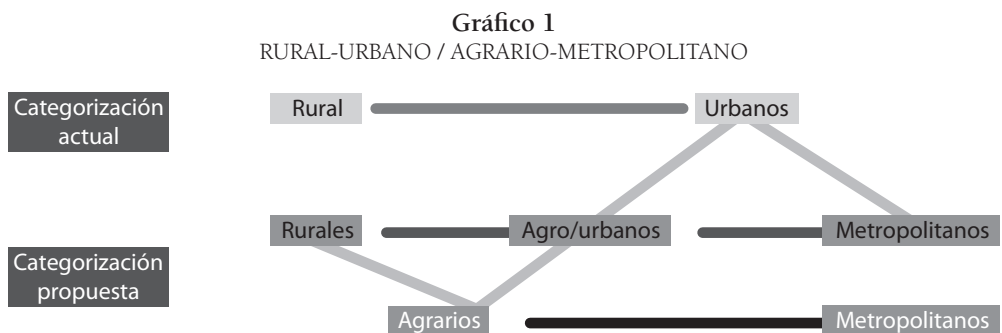 Gráfico 1
RURAL-URBANO / AGRARIO-METROPOLITANO
Categorización
actual
Rural
Urbanos
Rurales
Agro/urbanos
Metropolitanos
Categorización
propuesta
Agrarios
Metropolitanos